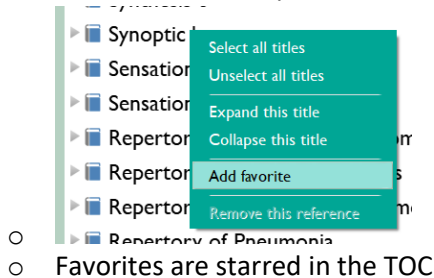 Synoptic
Select all titles
Sensation
Unselect all titles
Sensation
Expand this title
Repertor
Collapse this title
Repertor
Add favorite
Repertor
Remove this reference
Repertory of Pneumonia
Favorites are starred in the TOC